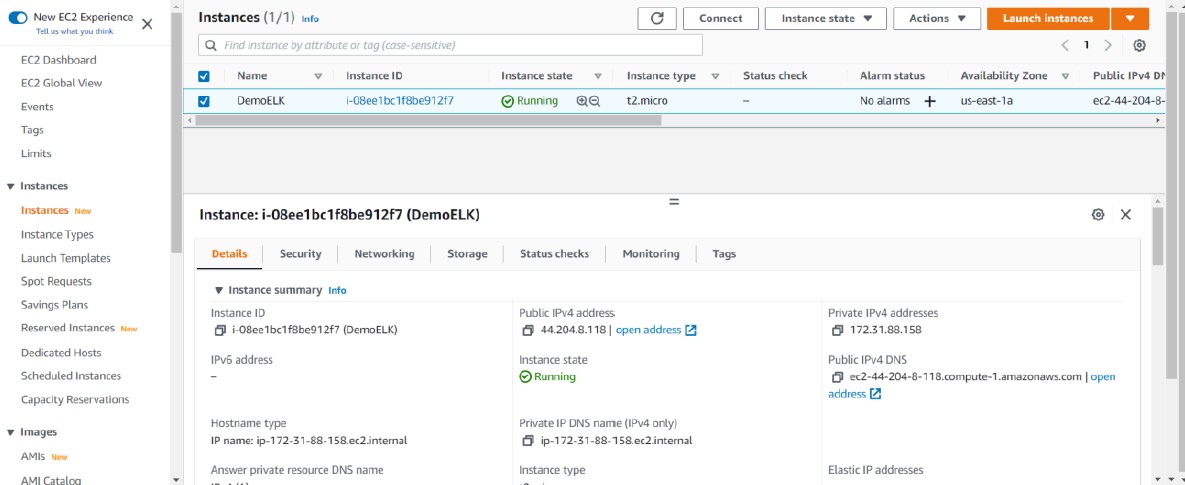 New EC2 Experience
Tell us what you think
EC2 Dashboard
EC2 Global View
Events
Tags
Limits
Instances
Instances New
Instance Types
Launch Templates
Spot Requests
Savings Plans
Reserved Instances New
Dedicated Hosts
Scheduled Instances
Capacity Reservations
Images
AMIs New
AMI Catalog
Instances (1/1) Info
Connect
Instance state
Actions
Launch instances
Find instance by attribute or tag (case-sensitive)
1
Name Instance ID Instance state Instance type Status check Alarm status Availability Zone Public IPv4 DN
DemoELK i-08ee1bc1f8be912f7 Running t2.micro – No alarms + us-east-1a ec2-44-204-8-
Instance: i-08ee1bc1f8be912f7 (DemoELK)
Details Security Networking Storage Status checks Monitoring Tags
Instance summary Info
Instance ID
i-08ee1bc1f8be912f7 (DemoELK)
Public IPv4 address
44.204.8.118 | open address
Private IPv4 addresses
172.31.88.158
IPv6 address
–
Instance state
Running
Public IPv4 DNS
ec2-44-204-8-118.compute-1.amazonaws.com | open
address
Hostname type
IP name: ip-172-31-88-158.ec2.internal
Private IP DNS name (IPv4 only)
ip-172-31-88-158.ec2.internal
Answer private resource DNS name
Instance type
Elastic IP addresses